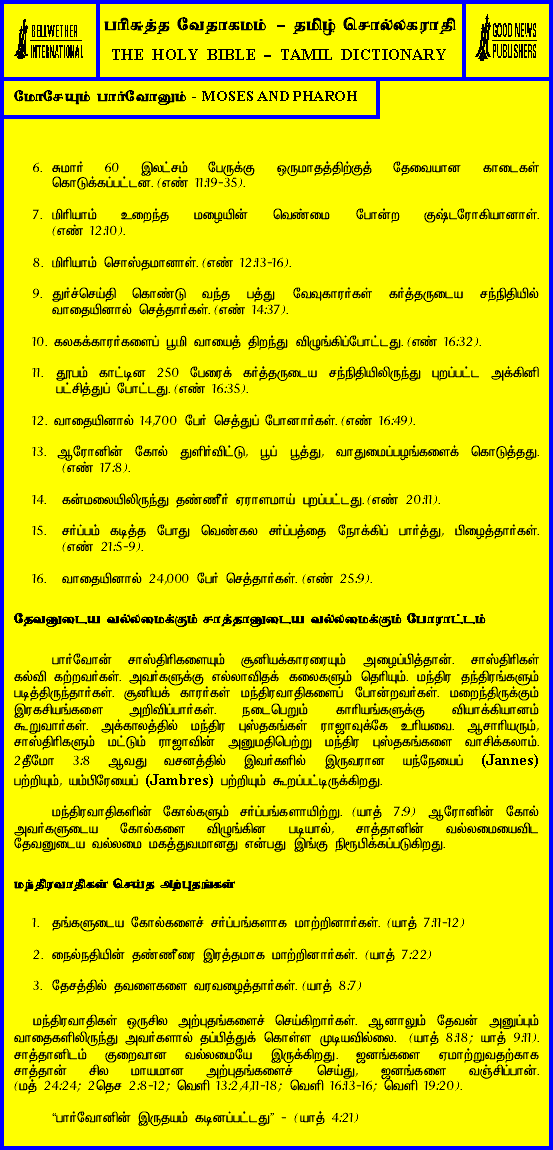 BELLWETHER
INTERNATIONAL
பரிசுத்த வேதாகமம் – தமிழ் சொல்லகராதி
THE HOLY BIBLE – TAMIL DICTIONARY
GOOD NEWS
PUBLISHERS
மோசேயும் பார்வோனும் - MOSES AND PHAROH
6. சுமார் 60 இலட்சம் பேருக்கு ஒருமாதத்திற்குத் தேவையான காடைகள்
கொடுக்கப்பட்டன. (எண் 11:19-35).
7. மிரியாம் உறைந்த மழையின் வெண்மை போன்ற குஷ்டரோகியானாள்.
(எண் 12:10).
8. மிரியாம் சொஸ்தமானாள். (எண் 12:13-16).
9. துர்ச்செய்தி கொண்டு வந்த பத்து வேவுகாரர்கள் கர்த்தருடைய சந்நிதியில்
வாதையினால் செத்தார்கள். (எண் 14:37).
10. கலகக்காரர்களைப் பூமி வாயைத் திறந்து விழுங்கிப்போட்டது. (எண் 16:32).
11. தூபம் காட்டின 250 பேரைக் கர்த்தருடைய சந்நிதியிலிருந்து புறப்பட்ட அக்கினி
பட்சித்துப் போட்டது. (எண் 16:35).
12. வாதையினால் 14,700 பேர் செத்துப் போனார்கள். (எண் 16:49).
13. ஆரோனின் கோல் துளிர்விட்டு, பூப் பூத்து, வாதுமைப்பழங்களைக் கொடுத்தது.
(எண் 17:8).
14. கன்மலையிலிருந்து தண்ணீர் ஏராளமாய் புறப்பட்டது. (எண் 20:11).
15. சர்ப்பம் கடித்த போது வெண்கல சர்ப்பத்தை நோக்கிப் பார்த்து, பிழைத்தார்கள்.
(எண் 21:5-9).
16. வாதையினால் 24,000 பேர் செத்தார்கள். (எண் 25:9).
தேவனுடைய வல்லமைக்கும் சாத்தானுடைய வல்லமைக்கும் போராட்டம்
பார்வோன் சாஸ்திரிகளையும் சூனியக்காரரையும் அழைப்பித்தான். சாஸ்திரிகள்
கல்வி கற்றவர்கள். அவர்களுக்கு எல்லாவிதக் கலைகளும் தெரியும். மந்திர தந்திரங்களும்
படித்திருந்தார்கள். சூனியக் காரர்கள் மந்திரவாதிகளைப் போன்றவர்கள். மறைந்திருக்கும்
இரகசியங்களை அறிவிப்பார்கள். நடைபெறும் காரியங்களுக்கு வியாக்கியானம்
கூறுவார்கள். அக்காலத்தில் மந்திர புஸ்தகங்கள் ராஜாவுக்கே உரியவை. ஆசாரியரும்,
சாஸ்திரிகளும் மட்டும் ராஜாவின் அனுமதிபெற்று மந்திர புஸ்தகங்களை வாசிக்கலாம்.
2தீமோ 3:8 ஆவது வசனத்தில் இவர்களில் இருவரான யந்நேயைப் (Jannes)
பற்றியும், யம்பிரேயைப் (Jambres) பற்றியும் கூறப்பட்டிருக்கிறது.
மந்திரவாதிகளின் கோல்களும் சர்ப்பங்களாயிற்று. (யாத் 7:9) ஆரோனின் கோல்
அவர்களுடைய கோல்களை விழுங்கின படியால், சாத்தானின் வல்லமையைவிட
தேவனுடைய வல்லமை மகத்துவமானது என்பது இங்கு நிரூபிக்கப்படுகிறது.
மந்திரவாதிகள் செய்த அற்புதங்கள்
1. தங்களுடைய கோல்களைச் சர்ப்பங்களாக மாற்றினார்கள். (யாத் 7:11-12)
2. நைல்நதியின் தண்ணீரை இரத்தமாக மாற்றினார்கள். (யாத் 7:22)
3. தேசத்தில் தவளைகளை வரவழைத்தார்கள். (யாத் 8:7)
மந்திரவாதிகள் ஒருசில அற்புதங்களைச் செய்கிறார்கள். ஆனாலும் தேவன் அனுப்பும்
வாதைகளிலிருந்து அவர்களால் தப்பித்துக் கொள்ள முடியவில்லை. (யாத் 8:18; யாத் 9:11).
சாத்தானிடம் குறைவான வல்லமையே இருக்கிறது. ஜனங்களை ஏமாற்றுவதற்காக
சாத்தான் சில மாயமான அற்புதங்களைச் செய்து, ஜனங்களை வஞ்சிப்பான்.
(மத் 24:24; 2தெச 2:8-12; வெளி 13:2,4,11-18; வெளி 16:13-16; வெளி 19:20).
“பார்வோனின் இருதயம் கடினப்பட்டது” - (யாத் 4:21)